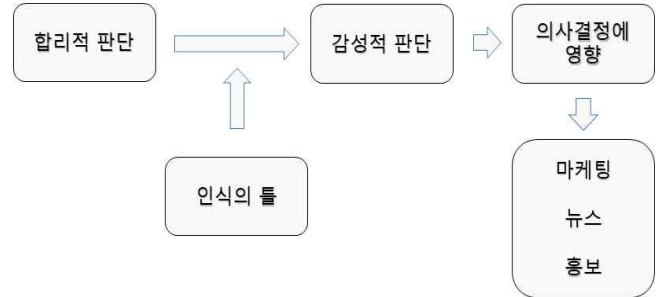 합리적 판단
감성적 판단
의사결정에
영향
인식의 틀
마케팅
뉴스
홍보